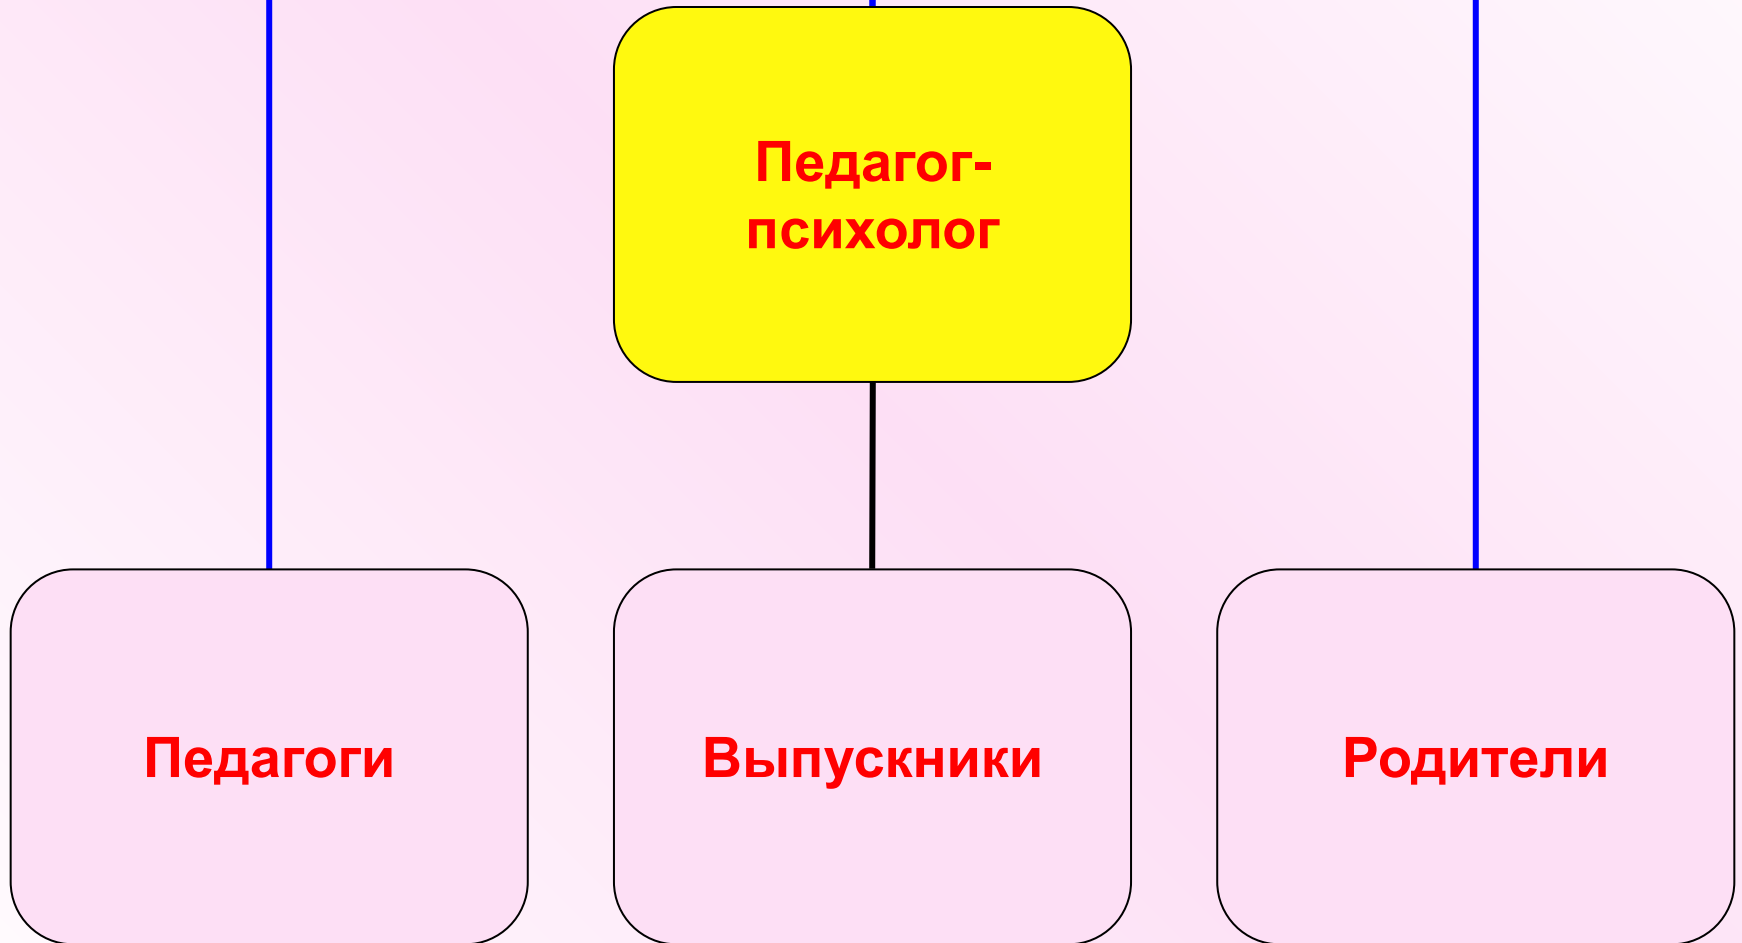 Педагог-
психолог
Педагоги
Выпускники
Родители